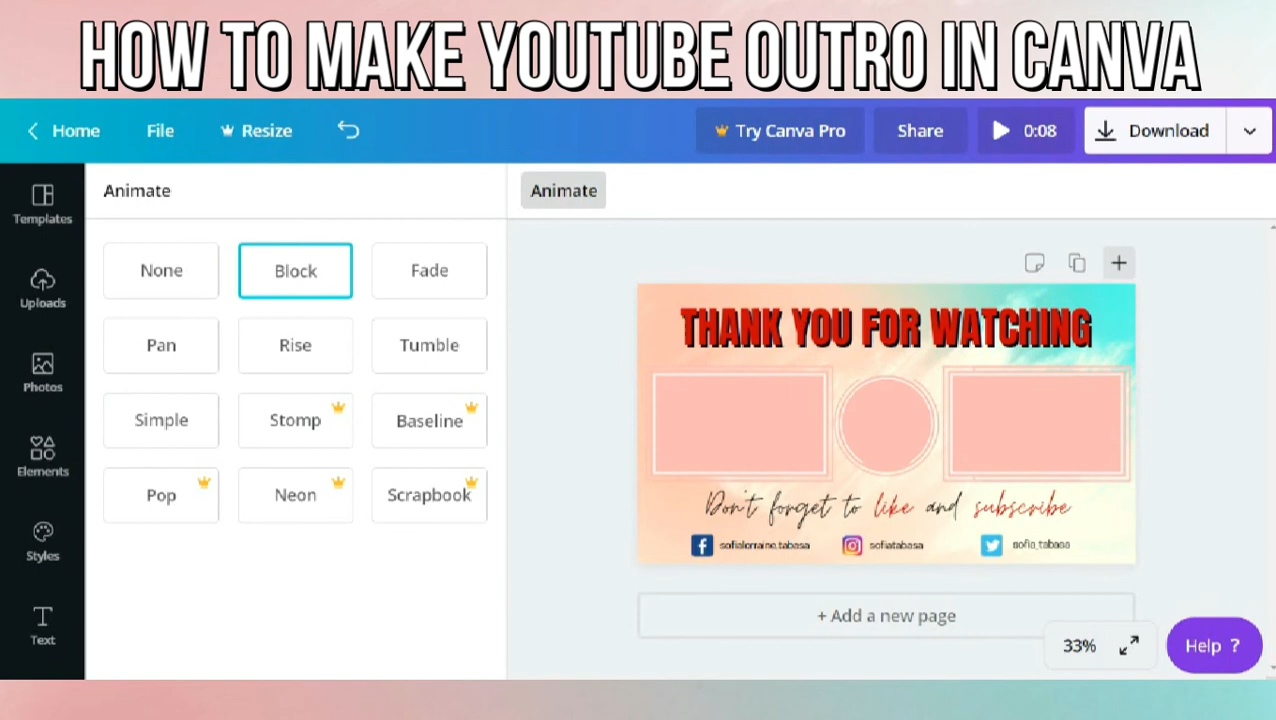 HOW TO MAKE YOUTUBE OUTRO IN CANVA
Home File Resize Try Canva Pro Share 0:08 Download
Templates
Uploads
Photos
Elements
Styles
Text
Animate
None Block Fade
Pan Rise Tumble
Simple Stomp Baseline
Pop Neon Scrapbook
Animate
THANK YOU FOR WATCHING
Don't forget to like and subscribe
sofialorraine.tabasa sofiatabasa sofia_tabasa
+ Add a new page
33% Help ?